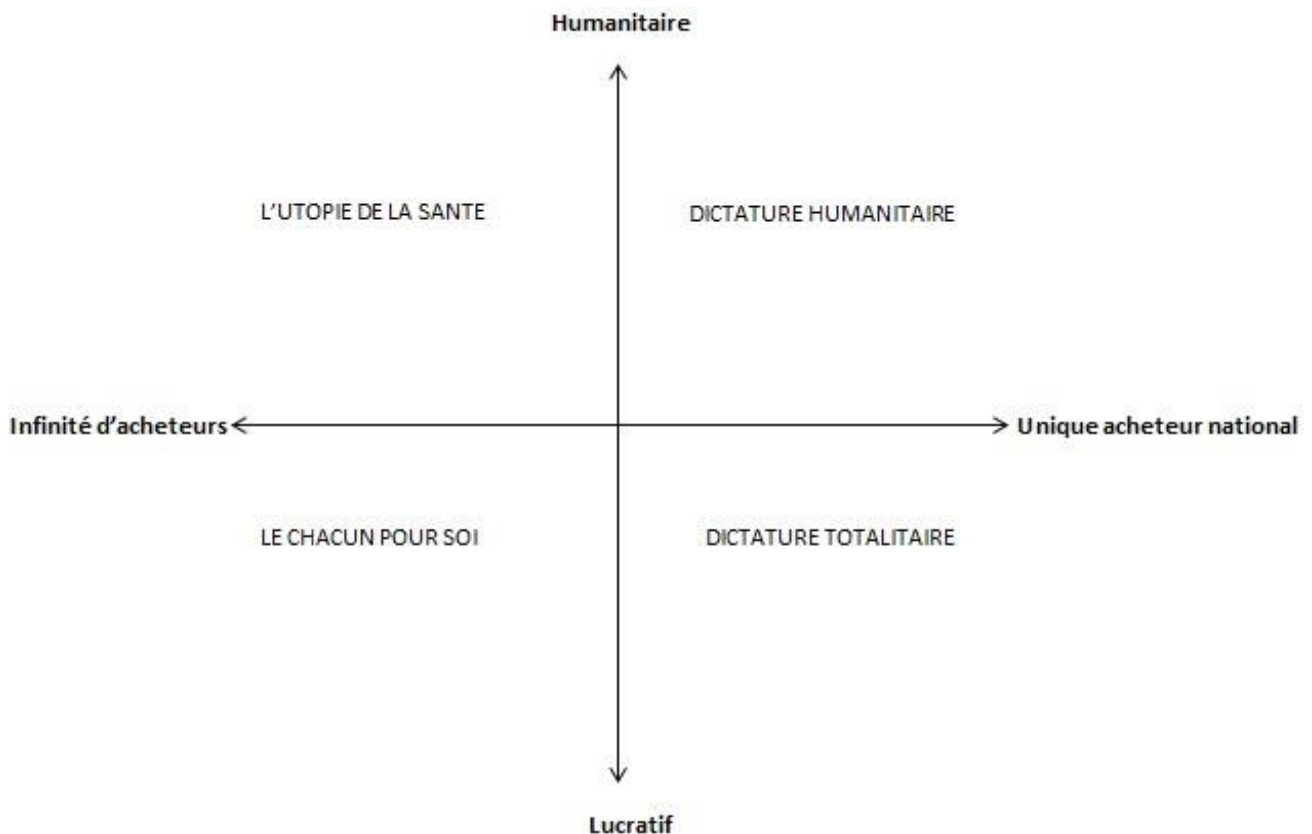 Humanitaire
L'UTOPIE DE LA SANTE
DICTATURE HUMANITAIRE
Infinité d'acheteurs
Unique acheteur national
LE CHACUN POUR SOI
DICTATURE TOTALITAIRE
Lucratif